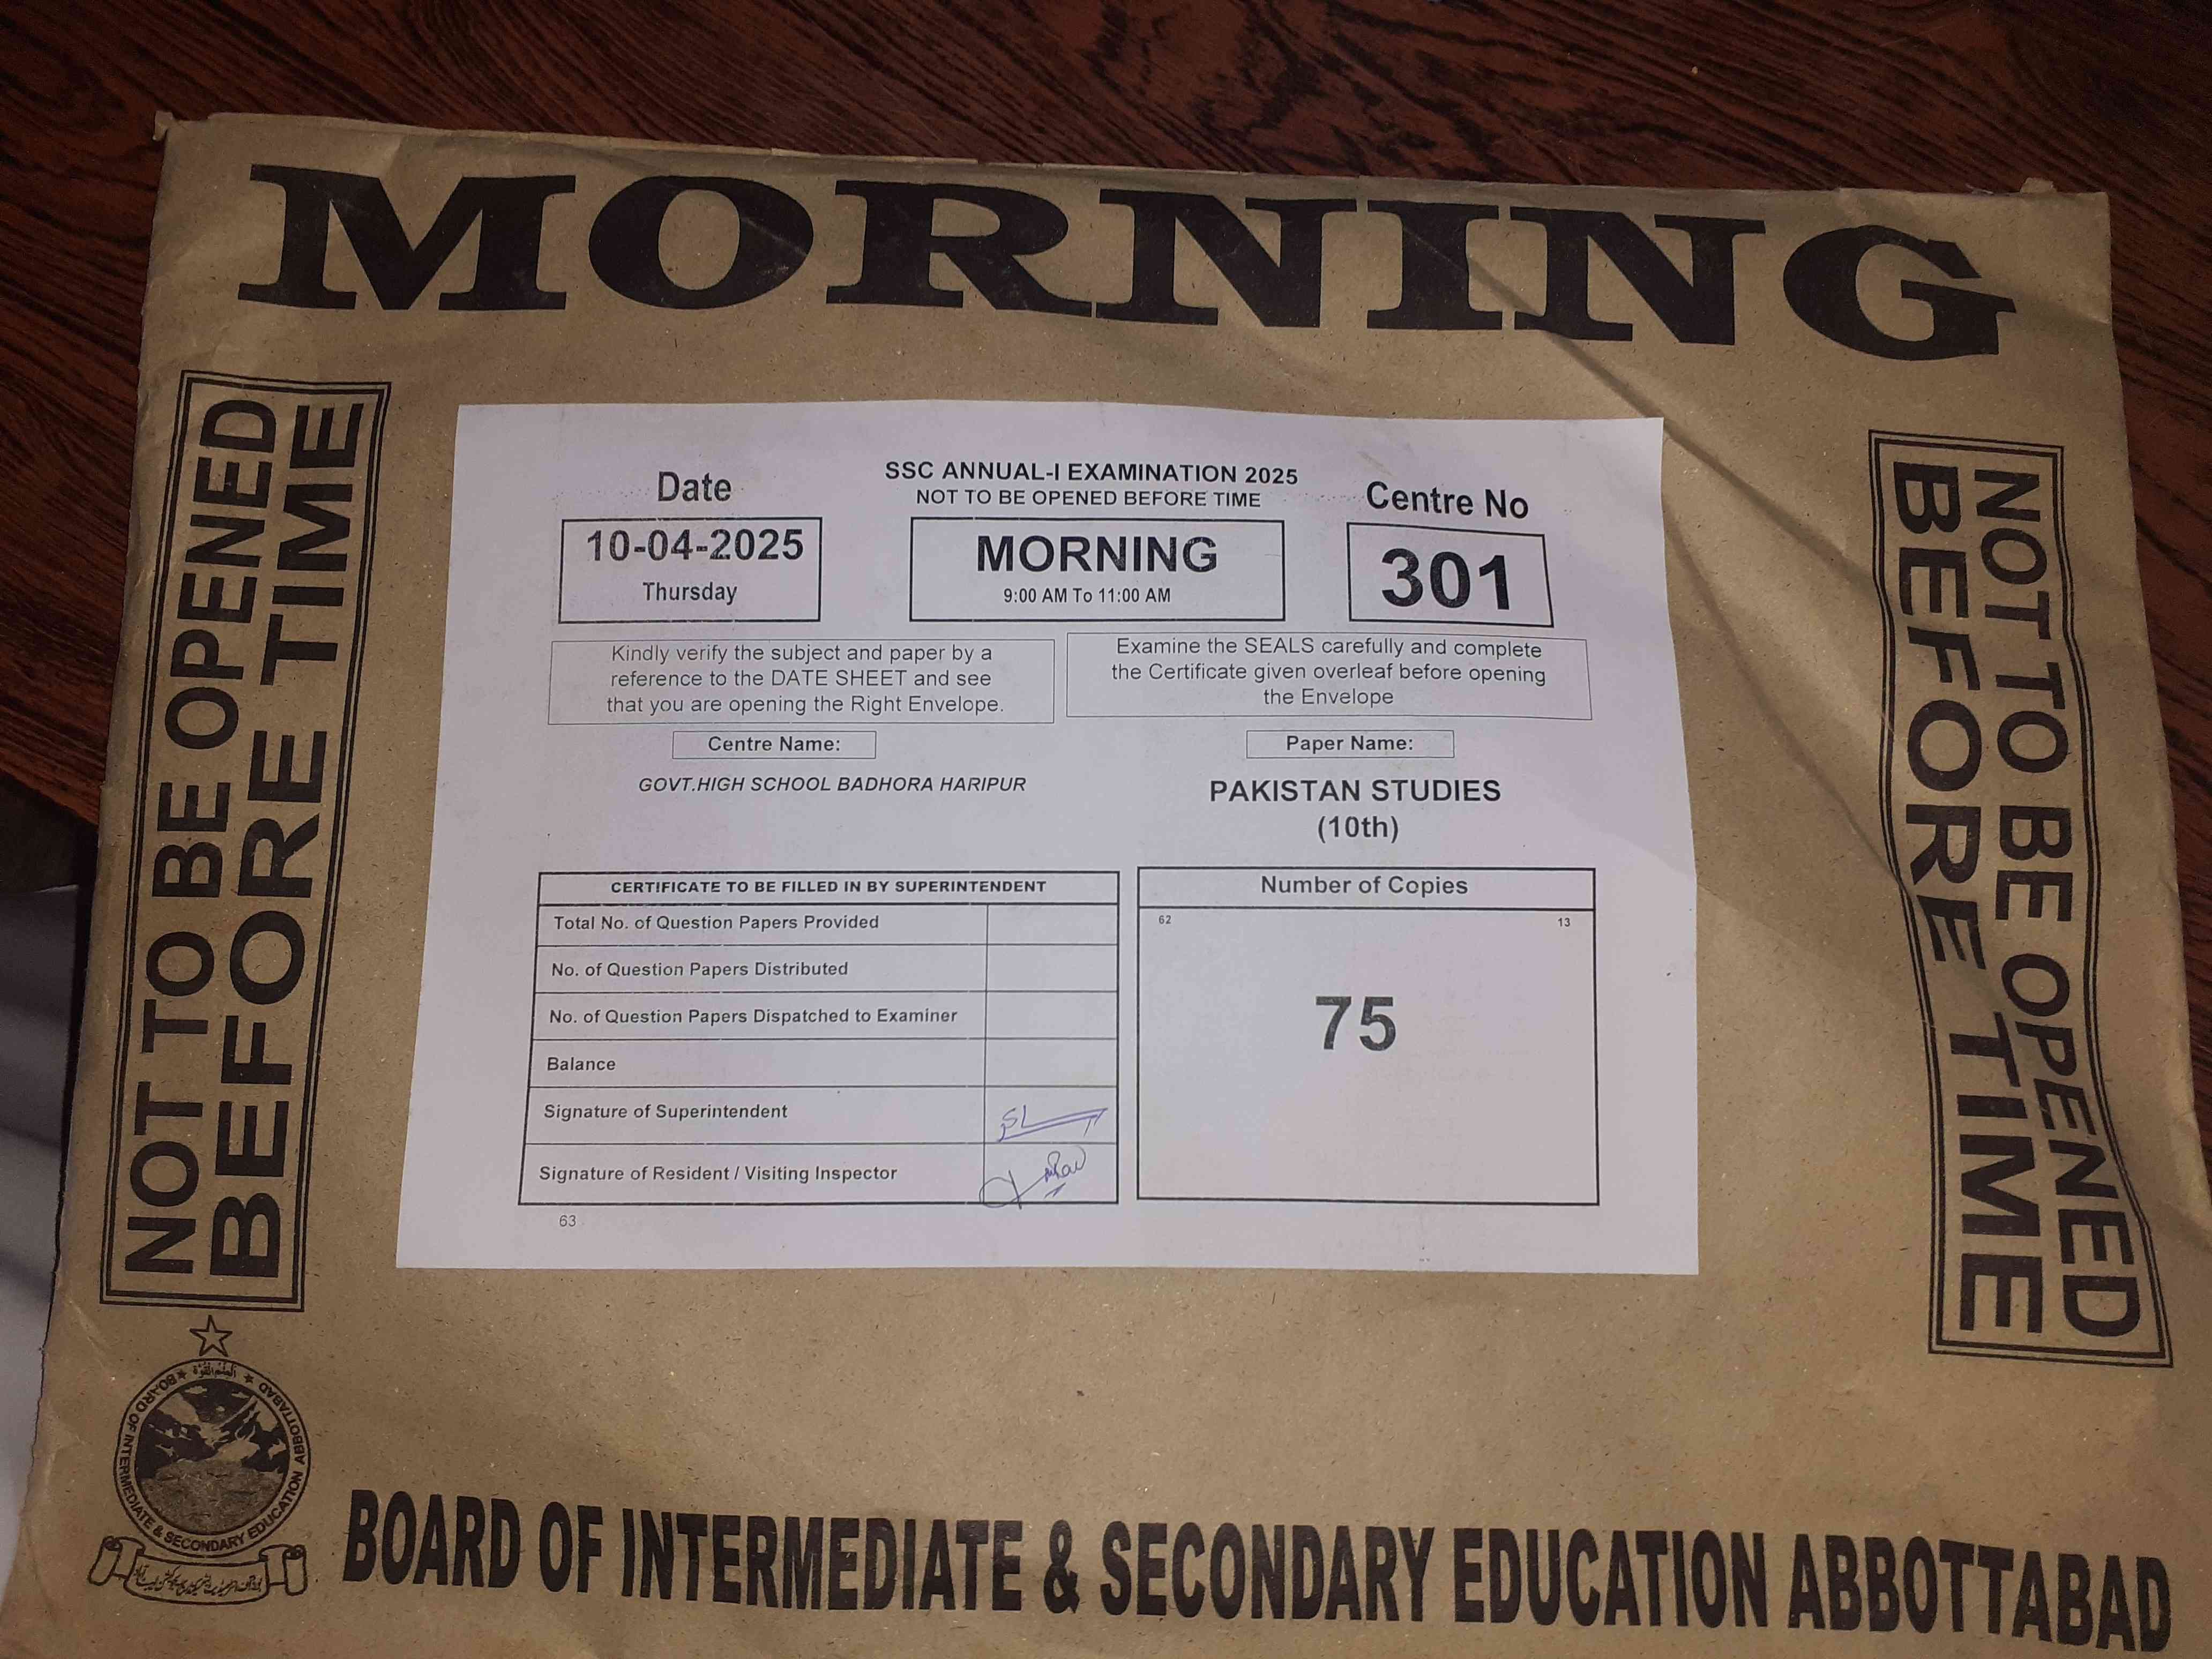 MORNING
NOT TO BE OPENED
BEFORE TIME
SSC ANNUAL-I EXAMINATION 2025
NOT TO BE OPENED BEFORE TIME
Date
10-04-2025
Thursday
MORNING
9:00 AM To 11:00 AM
Centre No
301
Kindly verify the subject and paper by a
reference to the DATE SHEET and see
that you are opening the Right Envelope.
Examine the SEALS carefully and complete
the Certificate given overleaf before opening
the Envelope
Centre Name:
GOVT.HIGH SCHOOL BADHORA HARIPUR
Paper Name:
PAKISTAN STUDIES
(10th)
CERTIFICATE TO BE FILLED IN BY SUPERINTENDENT
Total No. of Question Papers Provided
No. of Question Papers Distributed
No. of Question Papers Dispatched to Examiner
Balance
Signature of Superintendent
Signature of Resident / Visiting Inspector
63
Number of Copies
62 13
75
NOT TO BE OPENED
BEFORE TIME
BOARD OF INTERMEDIATE & SECONDARY EDUCATION ABBOTTABAD
BOARD OF INTERMEDIATE & SECONDARY EDUCATION ABBOTTABAD